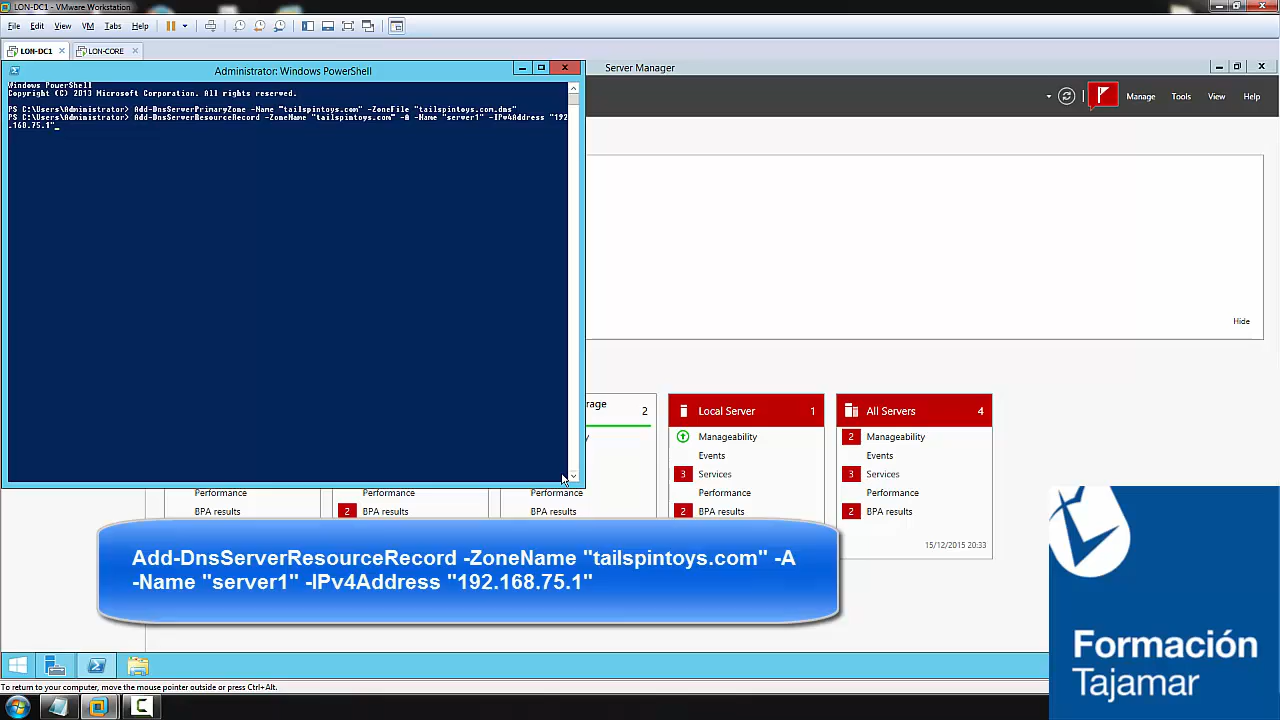 LON-DC1 - VMware Workstation
File Edit View VM Tabs Help
LON-DC1 LON-CORE
Administrator: Windows PowerShell
Server Manager
Manage Tools View Help
Windows PowerShell
Copyright (C) 2013 Microsoft Corporation. All rights reserved.
PS C:\Users\Administrator> Add-DnsServerPrimaryZone -Name "tailspintoys.com" -ZoneFile "tailspintoys.com.dns"
PS C:\Users\Administrator> Add-DnsServerResourceRecord -ZoneName "tailspintoys.com" -A -Name "server1" -IPv4Address "192
.168.75.1"_
Hide
rage 2
Local Server 1
All Servers 4
Manageability
2 Manageability
Events
Events
3 Services
3 Services
Performance
Performance
Performance
Performance
Performance
BPA results
2 BPA results
BPA results
2 BPA results
2 BPA results
15/12/2015 20:33
Add-DnsServerResourceRecord -ZoneName "tailspintoys.com" -A
-Name "server1" -IPv4Address "192.168.75.1"
Formación
Tajamar
To return to your computer, move the mouse pointer outside or press Ctrl+Alt.